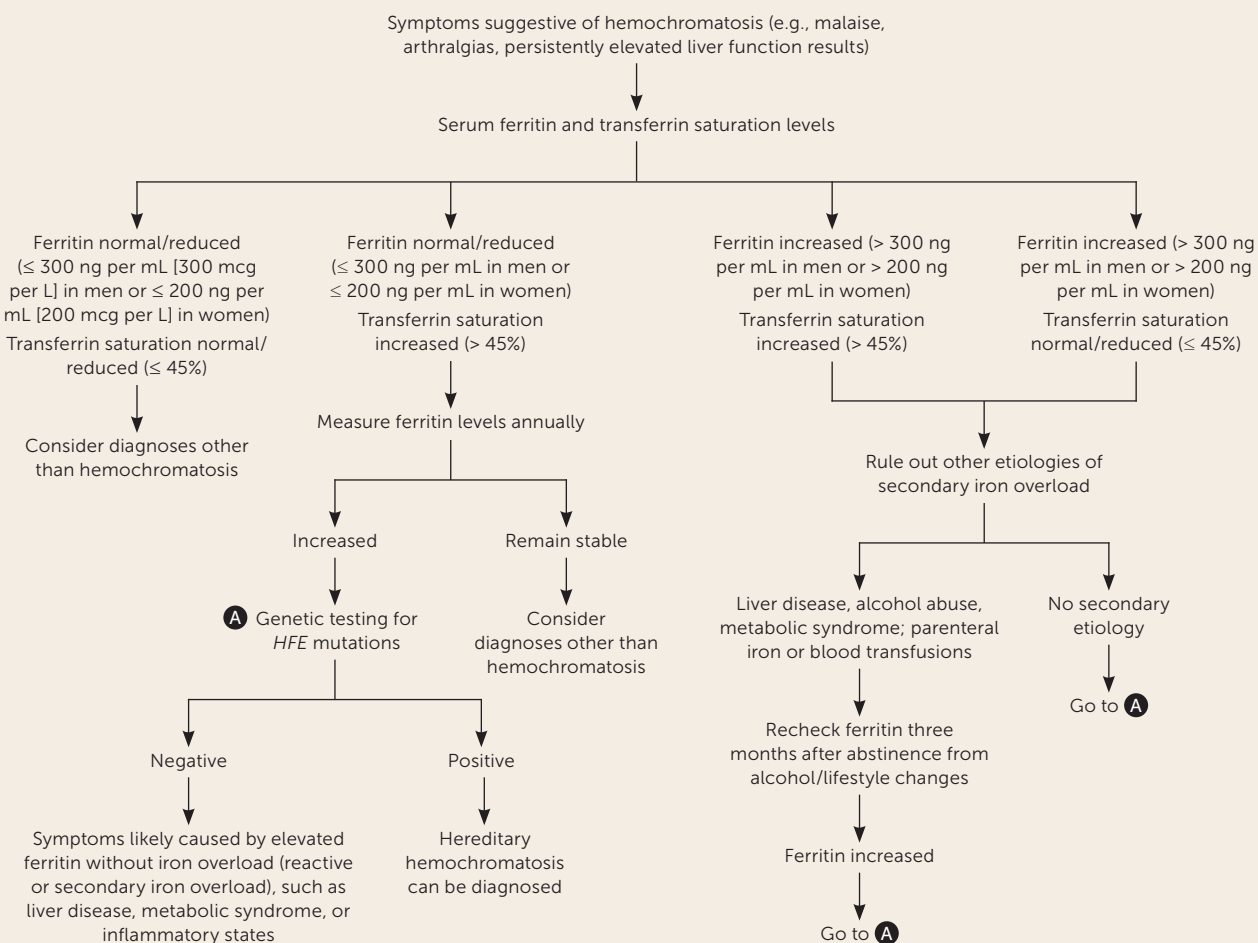 Symptoms suggestive of hemochromatosis (e.g., malaise,
arthralgias, persistently elevated liver function results)
Serum ferritin and transferrin saturation levels
Ferritin normal/reduced
(≤ 300 ng per mL [300 mcg
per L] in men or ≤ 200 ng per
mL [200 mcg per L] in women)
Transferrin saturation normal/
reduced (≤ 45%)
Consider diagnoses other
than hemochromatosis
Ferritin normal/reduced
(≤ 300 ng per mL in men or
≤ 200 ng per mL in women)
Transferrin saturation
increased (> 45%)
Measure ferritin levels annually
Increased
A Genetic testing for
HFE mutations
Negative
Symptoms likely caused by elevated
ferritin without iron overload (reactive
or secondary iron overload), such as
liver disease, metabolic syndrome, or
inflammatory states
Positive
Hereditary
hemochromatosis
can be diagnosed
Remain stable
Consider
diagnoses other than
hemochromatosis
Ferritin increased (> 300 ng
per mL in men or > 200 ng
per mL in women)
Transferrin saturation
increased (> 45%)
Ferritin increased (> 300 ng
per mL in men or > 200 ng
per mL in women)
Transferrin saturation
normal/reduced (≤ 45%)
Rule out other etiologies of
secondary iron overload
Liver disease, alcohol abuse,
metabolic syndrome; parenteral
iron or blood transfusions
Recheck ferritin three
months after abstinence from
alcohol/lifestyle changes
Ferritin increased
Go to A
No secondary
etiology
Go to A